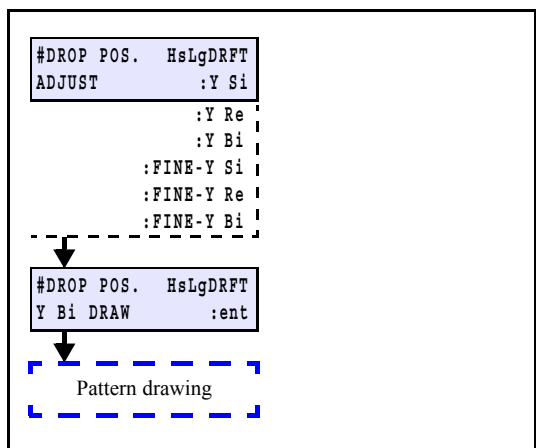 #DROP POS. HsLgDRFT
ADJUST :Y Si
:Y Re
:Y Bi
:FINE-Y Si
:FINE-Y Re
:FINE-Y Bi
#DROP POS. HsLgDRFT
Y Bi DRAW :ent
Pattern drawing